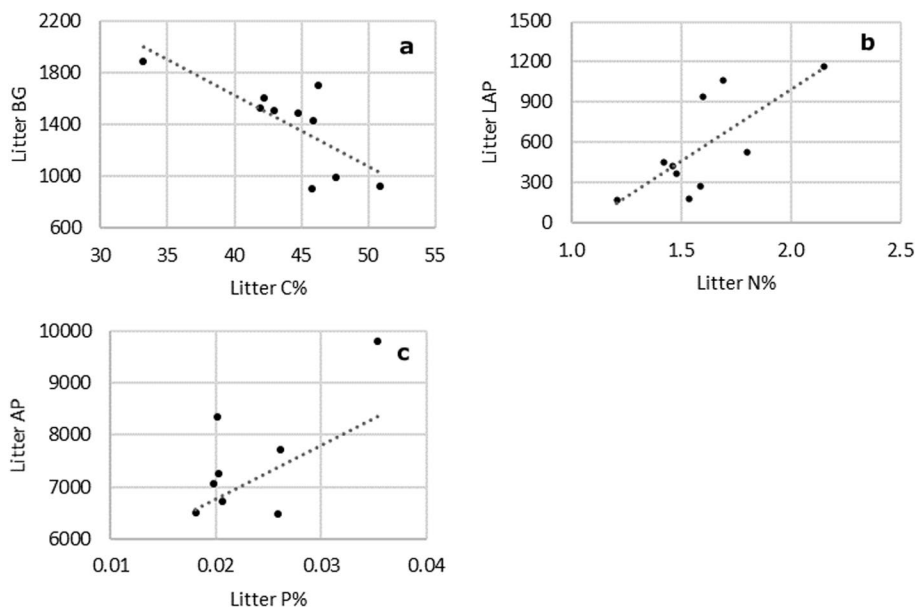 a
Litter BG
2200
1800
1400
1000
600
30 35 40 45 50 55
Litter C%
b
Litter LAP
1500
1200
900
600
300
0
1.0 1.5 2.0 2.5
Litter N%
c
Litter AP
10000
9000
8000
7000
6000
0.01 0.02 0.03 0.04
Litter P%